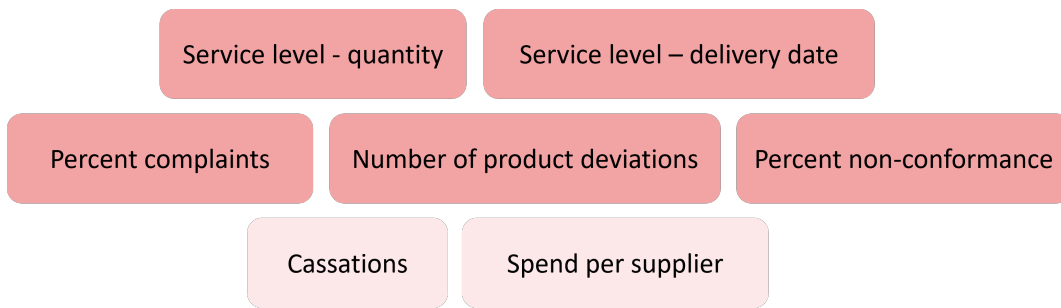 Service level - quantity
Service level – delivery date
Percent complaints
Number of product deviations
Percent non-conformance
Cassations
Spend per supplier